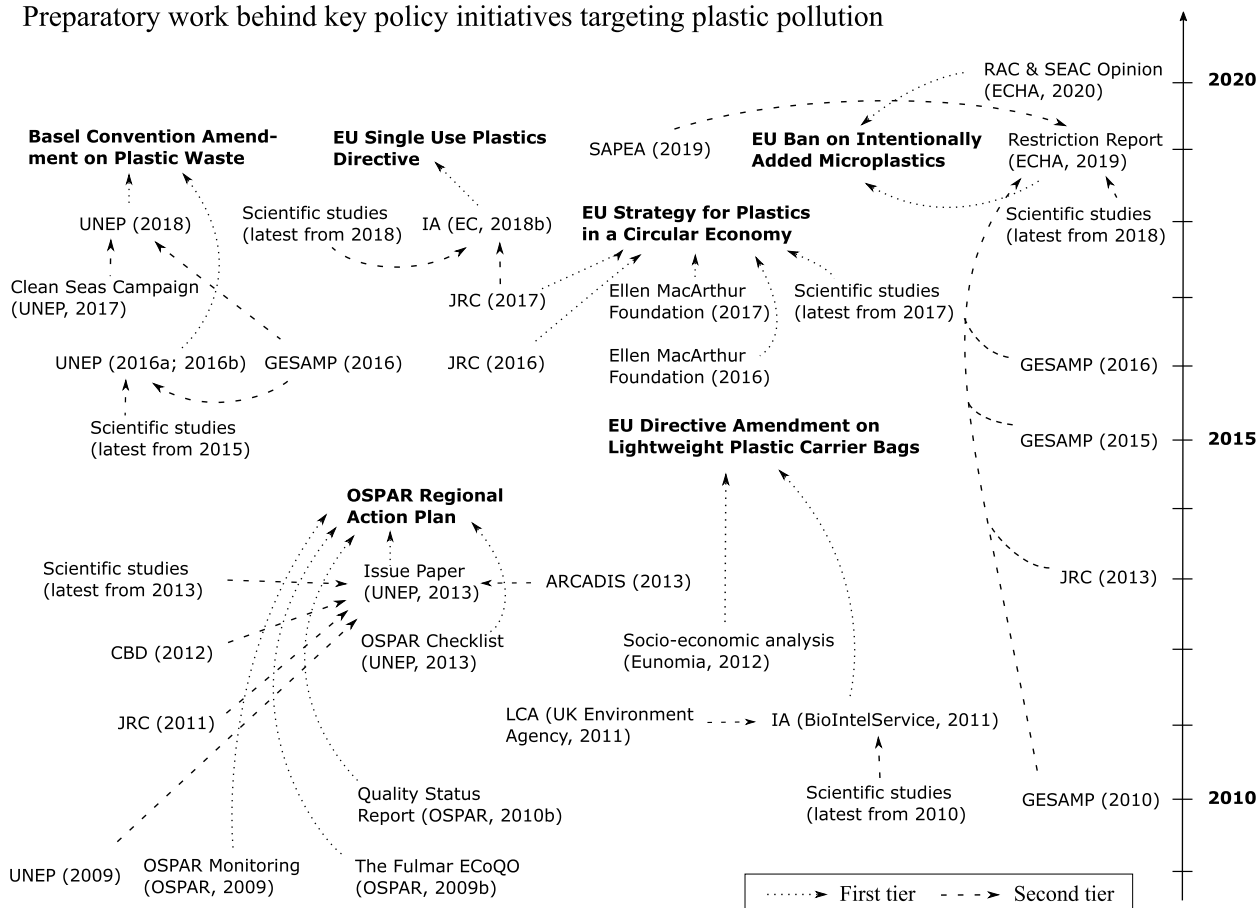 Preparatory work behind key policy initiatives targeting plastic pollution
RAC & SEAC Opinion
(ECHA, 2020)
2020
Basel Convention Amend-
ment on Plastic Waste
EU Single Use Plastics
Directive
SAPEA (2019)
EU Ban on Intentionally
Added Microplastics
Restriction Report
(ECHA, 2019)
UNEP (2018)
Scientific studies
(latest from 2018)
IA (EC, 2018b)
EU Strategy for Plastics
in a Circular Economy
Scientific studies
(latest from 2018)
Clean Seas Campaign
(UNEP, 2017)
JRC (2017)
Ellen MacArthur
Foundation (2017)
Scientific studies
(latest from 2017)
UNEP (2016a; 2016b)
GESAMP (2016)
JRC (2016)
Ellen MacArthur
Foundation (2016)
GESAMP (2016)
Scientific studies
(latest from 2015)
EU Directive Amendment on
Lightweight Plastic Carrier Bags
GESAMP (2015)
2015
OSPAR Regional
Action Plan
Scientific studies
(latest from 2013)
Issue Paper
(UNEP, 2013)
ARCADIS (2013)
JRC (2013)
CBD (2012)
OSPAR Checklist
(UNEP, 2013)
Socio-economic analysis
(Eunomia, 2012)
JRC (2011)
LCA (UK Environment
Agency, 2011)
IA (BioIntelService, 2011)
Quality Status
Report (OSPAR, 2010b)
Scientific studies
(latest from 2010)
GESAMP (2010)
2010
UNEP (2009)
OSPAR Monitoring
(OSPAR, 2009)
The Fulmar ECoQO
(OSPAR, 2009b)
First tier
Second tier